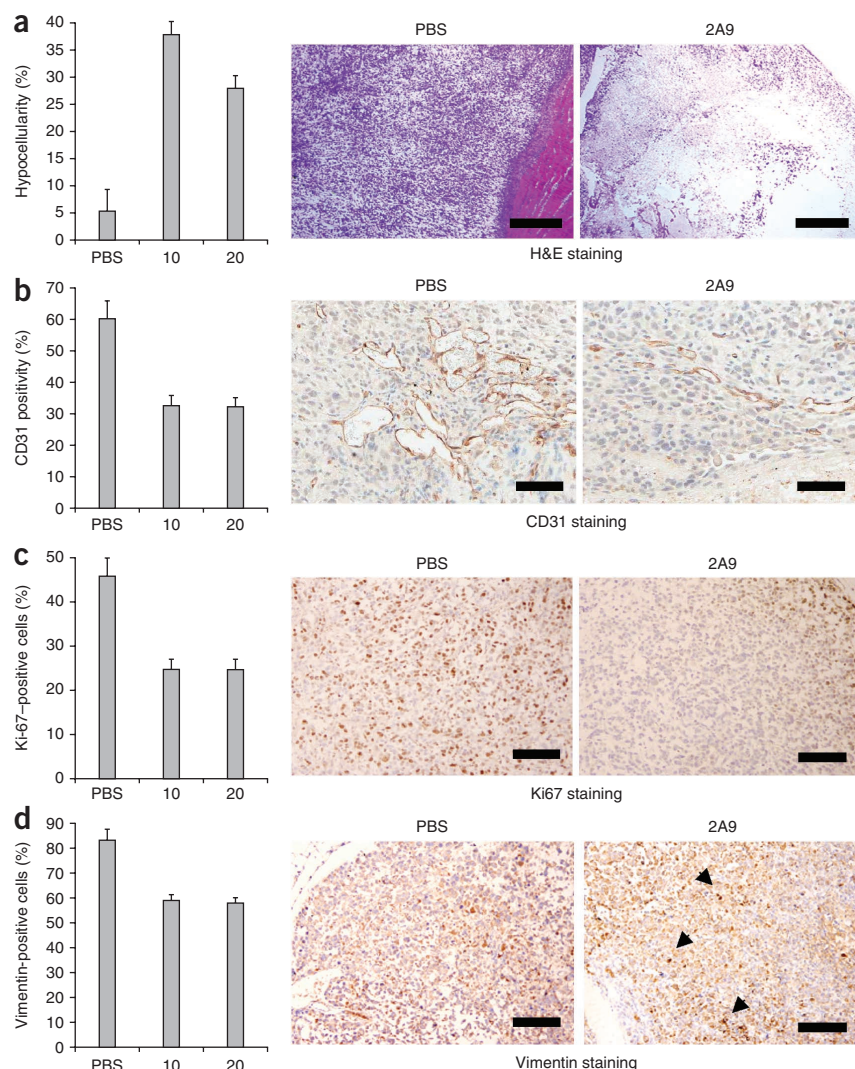 a
Hypocellularity (%)
40
35
30
25
20
15
10
5
0
PBS 10 20
PBS 2A9
H&E staining
b
CD31 positivity (%)
70
60
50
40
30
20
10
0
PBS 10 20
PBS 2A9
CD31 staining
c
Ki-67–positive cells (%)
50
40
30
20
10
0
PBS 10 20
PBS 2A9
Ki67 staining
d
Vimentin-positive cells (%)
90
80
70
60
50
40
30
20
10
0
PBS 10 20
PBS 2A9
Vimentin staining